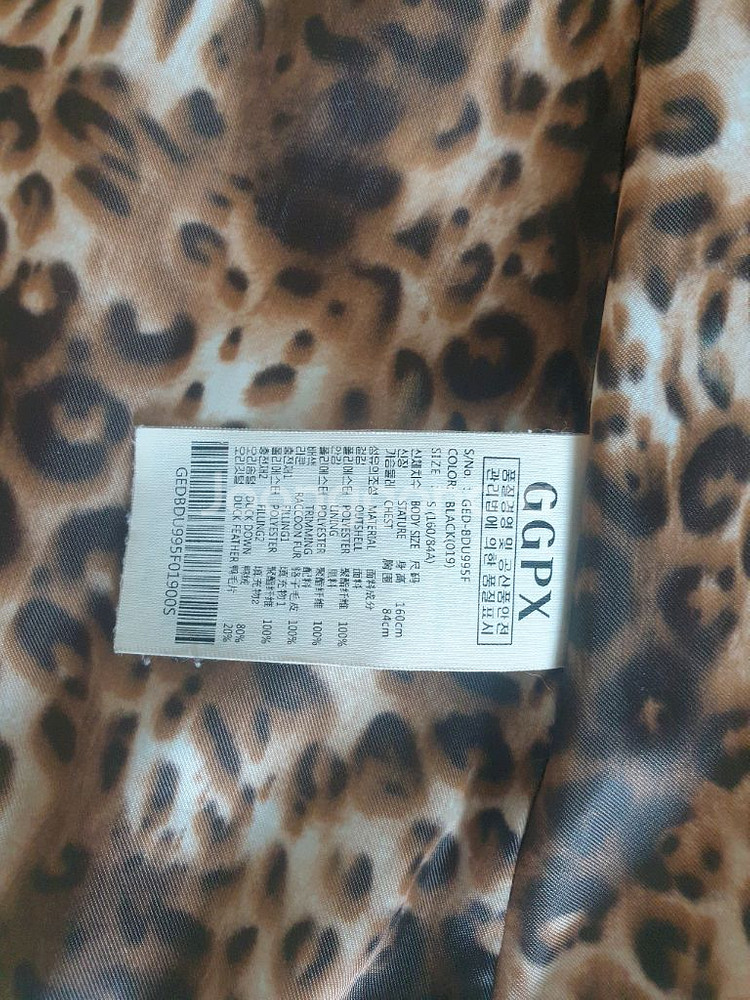 GGPX
품질경영 및 공산품안전
관리법에 의한 품질표시
S/No. : GED-BDU995F
COLOR : BLACK(019)
SIZE : S (160/84A)
신체치수 BODY SIZE 尺码
신장 STATURE 身高 160cm
가슴둘레 CHEST 胸围 84cm
섬유의조성 MATERIAL 面料成分
겉감 OUTSHELL 面料
폴리에스터 POLYESTER 聚酯纤维 100%
안감 LINING 里料
폴리에스터 POLYESTER 聚酯纤维 100%
배색 TRIMMING 配料
라쿤 RACCOON FUR 貉子毛皮 100%
충전재1 FILLING1 填充物1
폴리에스터 POLYESTER 聚酯纤维 100%
충전재2 FILLING2 填充物2
오리솜털 DUCK DOWN 鸭绒 80%
오리깃털 DUCK FEATHER 鸭毛片 20%
GEDBDU995F01900S